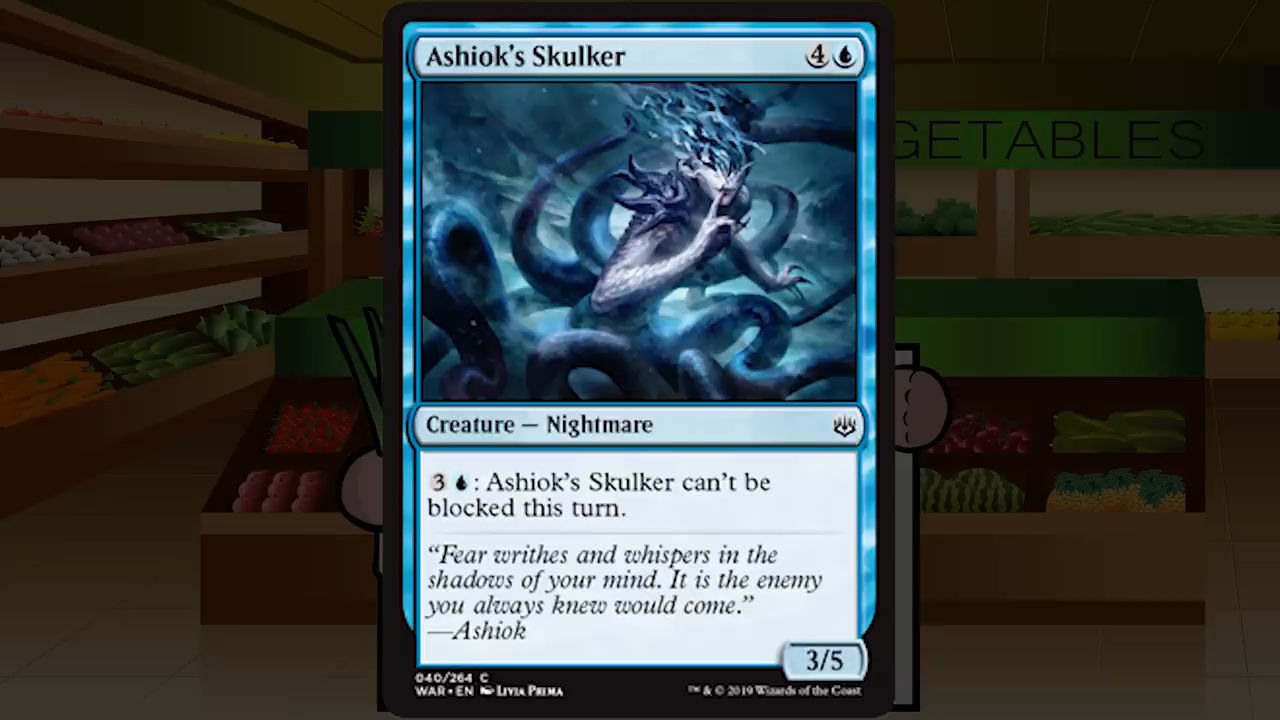 Ashiok's Skulker 4
GETABLES
Creature — Nightmare
3 : Ashiok's Skulker can't be
blocked this turn.
“Fear writhes and whispers in the
shadows of your mind. It is the enemy
you always knew would come.”
—Ashiok
3/5
040/264 C
WAR • EN Livia Prima
™ & © 2019 Wizards of the Coast